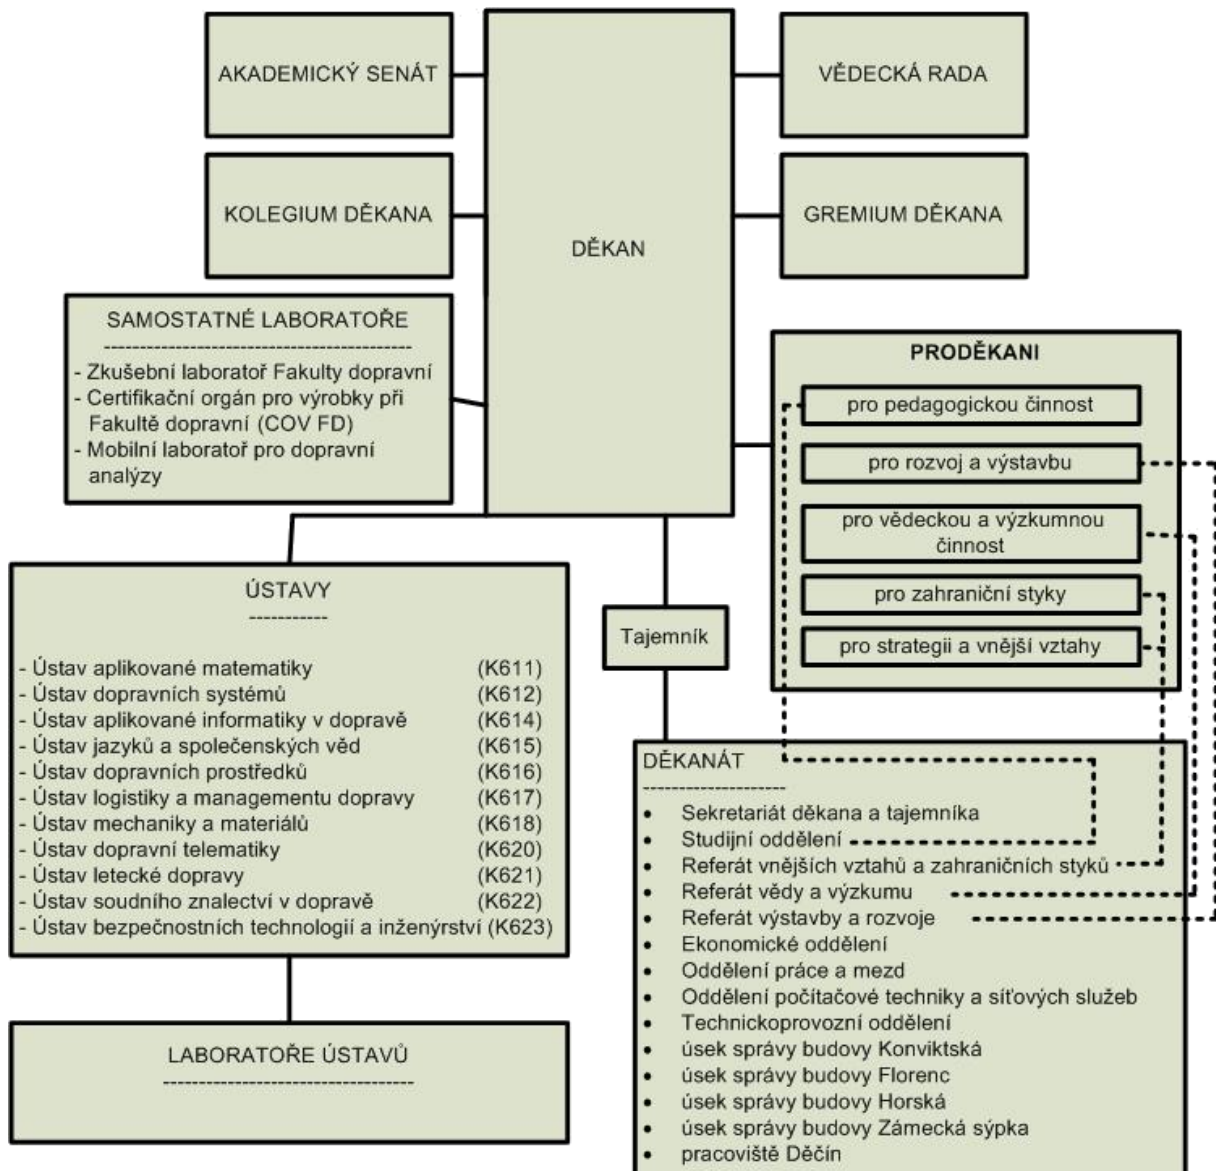 AKADEMICKÝ SENÁT
VĚDECKÁ RADA
KOLEGIUM DĚKANA
GREMIUM DĚKANA
DĚKAN
SAMOSTATNÉ LABORATOŘE
-------------------------------------------
- Zkušební laboratoř Fakulty dopravní
- Certifikační orgán pro výrobky při
Fakultě dopravní (COV FD)
- Mobilní laboratoř pro dopravní
analýzy
PRODĚKANI
pro pedagogickou činnost
pro rozvoj a výstavbu
pro vědeckou a výzkumnou
činnost
pro zahraniční styky
pro strategii a vnější vztahy
ÚSTAVY
-----------
- Ústav aplikované matematiky (K611)
- Ústav dopravních systémů (K612)
- Ústav aplikované informatiky v dopravě (K614)
- Ústav jazyků a společenských věd (K615)
- Ústav dopravních prostředků (K616)
- Ústav logistiky a managementu dopravy (K617)
- Ústav mechaniky a materiálů (K618)
- Ústav dopravní telematiky (K620)
- Ústav letecké dopravy (K621)
- Ústav soudního znalectví v dopravě (K622)
- Ústav bezpečnostních technologií a inženýrství (K623)
Tajemník
LABORATOŘE ÚSTAVŮ
-----------------------------------
DĚKANÁT
--------------------
• Sekretariát děkana a tajemníka
• Studijní oddělení
• Referát vnějších vztahů a zahraničních styků
• Referát vědy a výzkumu
• Referát výstavby a rozvoje
• Ekonomické oddělení
• Oddělení práce a mezd
• Oddělení počítačové techniky a síťových služeb
• Technickoprovozní oddělení
• úsek správy budovy Konviktská
• úsek správy budovy Florenc
• úsek správy budovy Horská
• úsek správy budovy Zámecká sýpka
• pracoviště Děčín